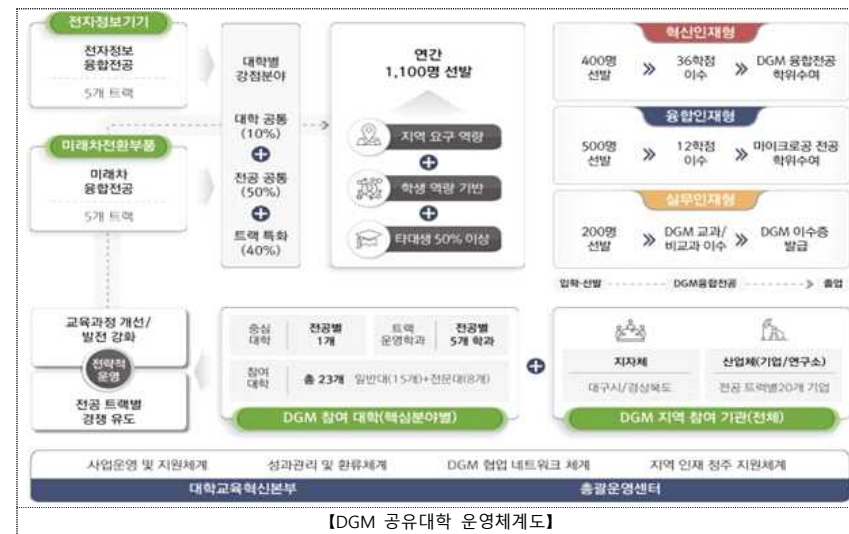 전자정보기기
전자정보
융합전공
5개 트랙
미래차전환부품
미래차
융합전공
5개 트랙
대학별
강점분야
대학 공통
(10%)
전공 공통
(50%)
트랙 특화
(40%)
연간
1,100명 선발
지역 요구 역량
학생 역량 기반
타대생 50% 이상
혁신인재형
400명
선발
36학점
이수
DGM 융합전공
학위수여
융합인재형
500명
선발
12학점
이수
마이크로공 전공
학위수여
실무인재형
200명
선발
DGM 교과/
비교과 이수
DGM 이수증
발급
입학·선발
DGM융합전공
졸업
교육과정 개선/
발전 강화
전략적
운영
전공 트랙별
경쟁 유도
중심
대학
전공별
1개
트랙
운영학과
전공별
5개 학과
참여
대학
총 23개 일반대(15개)+전문대(8개)
DGM 참여 대학(핵심분야별)
지자체
대구시/경상북도
산업체(기업/연구소)
전공 트랙별20개 기업
DGM 지역 참여 기관(전체)
사업운영 및 지원체계
성과관리 및 환류체계
DGM 협업 네트워크 체계
지역 인재 정주 지원체계
대학교육혁신본부
총괄운영센터
【DGM 공유대학 운영체계도】